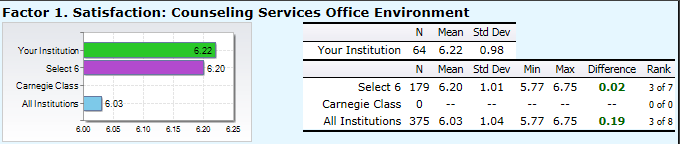 Factor 1. Satisfaction: Counseling Services Office Environment
Your Institution 6.22
Select 6 6.20
Carnegie Class
All Institutions 6.03
6.00 6.05 6.10 6.15 6.20 6.25
N Mean Std Dev
Your Institution 64 6.22 0.98
N Mean Std Dev Min Max Difference Rank
Select 6 179 6.20 1.01 5.77 6.75 0.02 3 of 7
Carnegie Class 0 -- -- -- -- -- 0 of 0
All Institutions 375 6.03 1.04 5.77 6.75 0.19 3 of 8